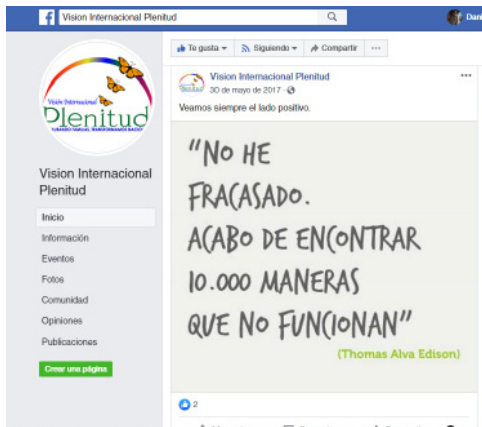 Vision Internacional Plenitud
Dani
Te gusta
Siguiendo
Compartir
Visión Internacional
Plenitud
Vision Internacional Plenitud
30 de mayo de 2017
Veamos siempre el lado positivo.
Vision Internacional
Plenitud
Inicio
Información
Eventos
Fotos
Comunidad
Opiniones
Publicaciones
Crear una página
"NO HE
FRACASADO.
ACABO DE ENCONTRAR
10.000 MANERAS
QUE NO FUNCIONAN"
(Thomas Alva Edison)
2